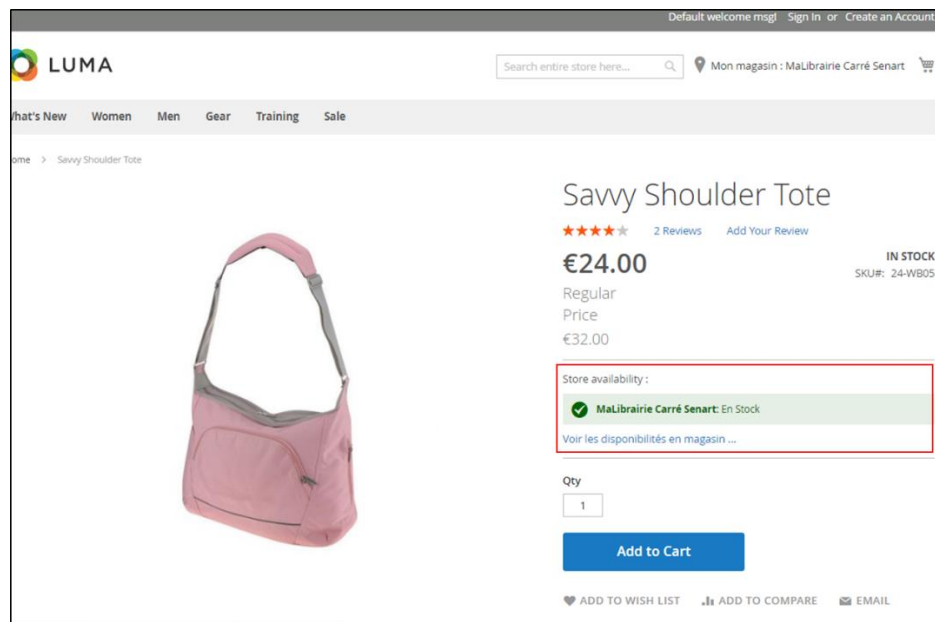 Default welcome msg! Sign In or Create an Account
LUMA
Search entire store here...
Mon magasin : MaLibrairie Carré Senart
What's New Women Men Gear Training Sale
Home > Savvy Shoulder Tote
Savvy Shoulder Tote
2 Reviews Add Your Review
€24.00
IN STOCK
SKU#: 24-WB05
Regular
Price
€32.00
Store availability :
MaLibrairie Carré Senart: En Stock
Voir les disponibilités en magasin ...
Qty
1
Add to Cart
ADD TO WISH LIST ADD TO COMPARE EMAIL